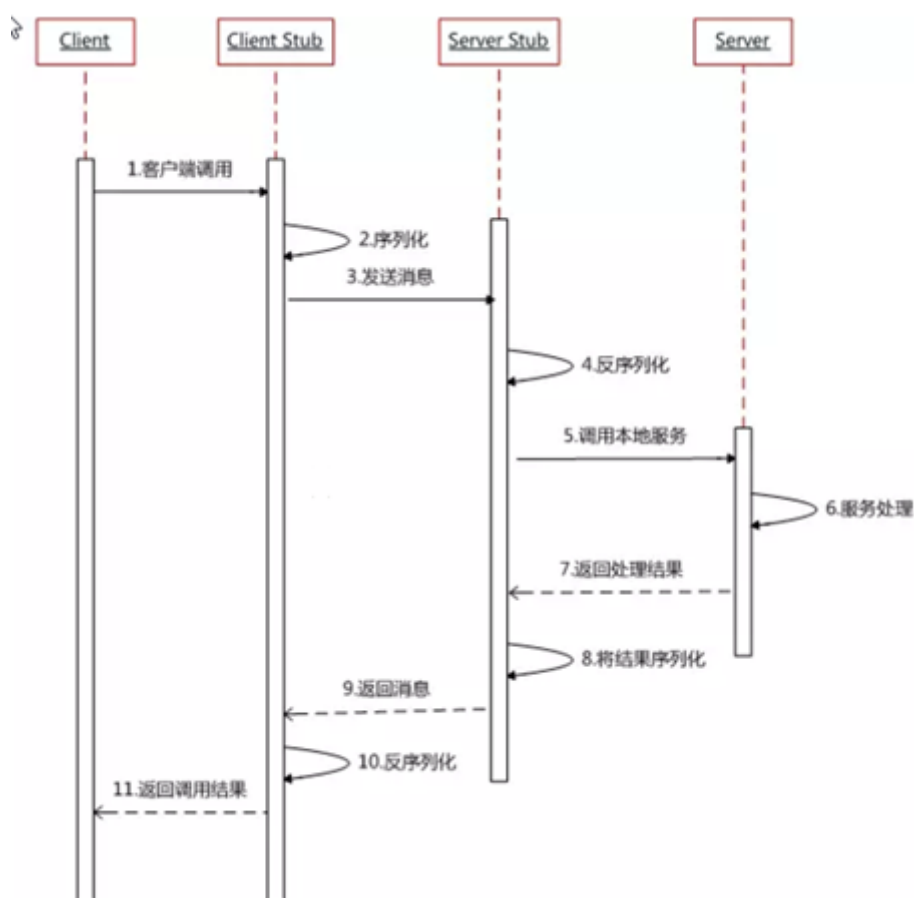 Client
Client Stub
Server Stub
Server
1.客户端调用
2.序列化
3.发送消息
4.反序列化
5.调用本地服务
6.服务处理
7.返回处理结果
8.将结果序列化
9.返回消息
10.反序列化
11.返回调用结果